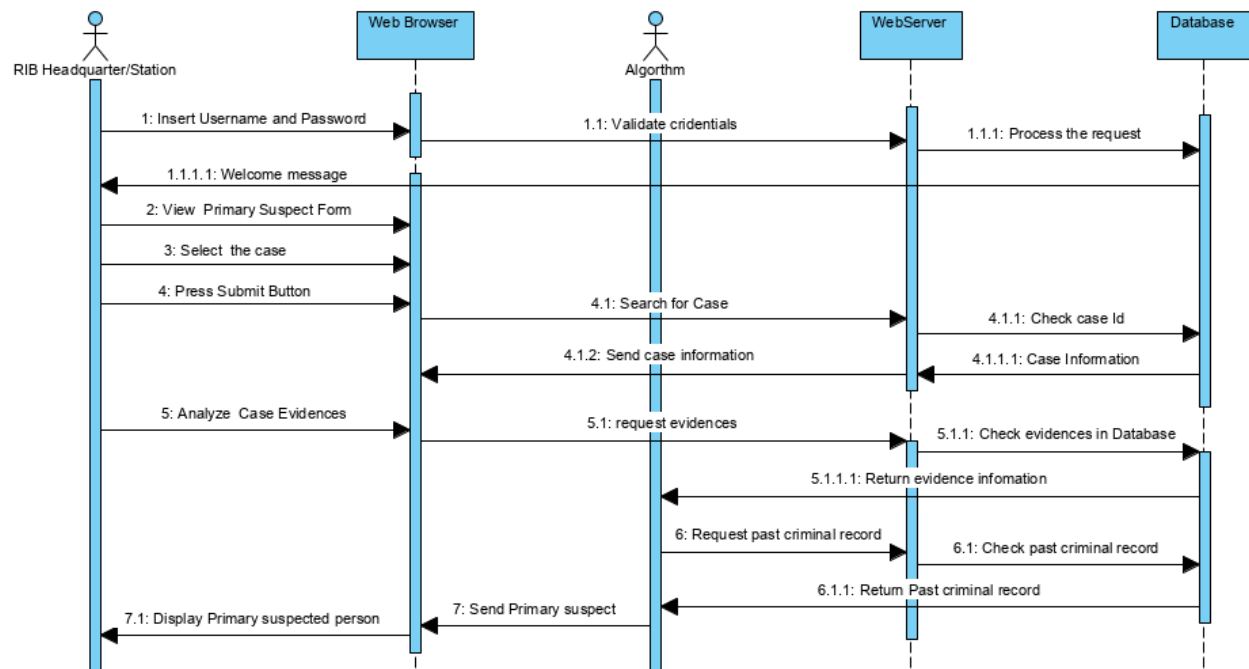 Web Browser
WebServer
Database
RIB Headquarter/Station
Algorthm
1: Insert Username and Password
1.1: Validate cridentials
1.1.1: Process the request
1.1.1.1: Welcome message
2: View Primary Suspect Form
3: Select the case
4: Press Submit Button
4.1: Search for Case
4.1.1: Check case Id
4.1.2: Send case information
4.1.1.1: Case Information
5: Analyze Case Evidences
5.1: request evidences
5.1.1: Check evidences in Database
5.1.1.1: Return evidence infomation
6: Request past criminal record
6.1: Check past criminal record
6.1.1: Return Past criminal record
7: Send Primary suspect
7.1: Display Primary suspected person